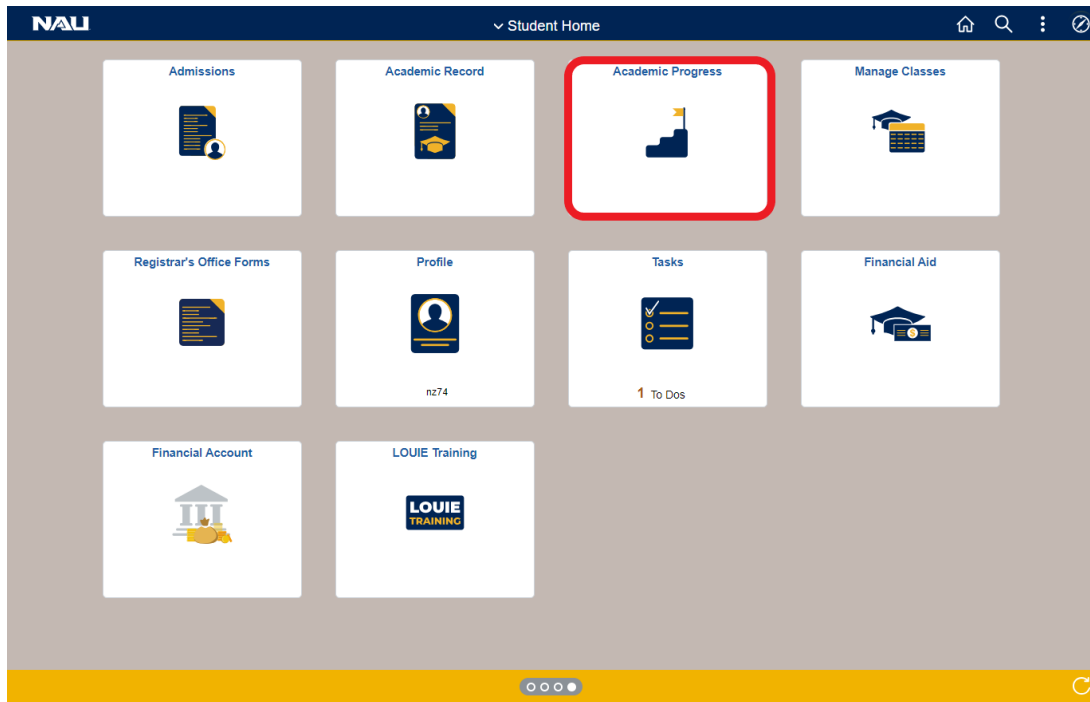 NAU
Student Home
Admissions
Academic Record
Academic Progress
Manage Classes
Registrar's Office Forms
Profile
nz74
Tasks
1 To Dos
Financial Aid
$
Financial Account
LOUIE Training
LOUIE
TRAINING